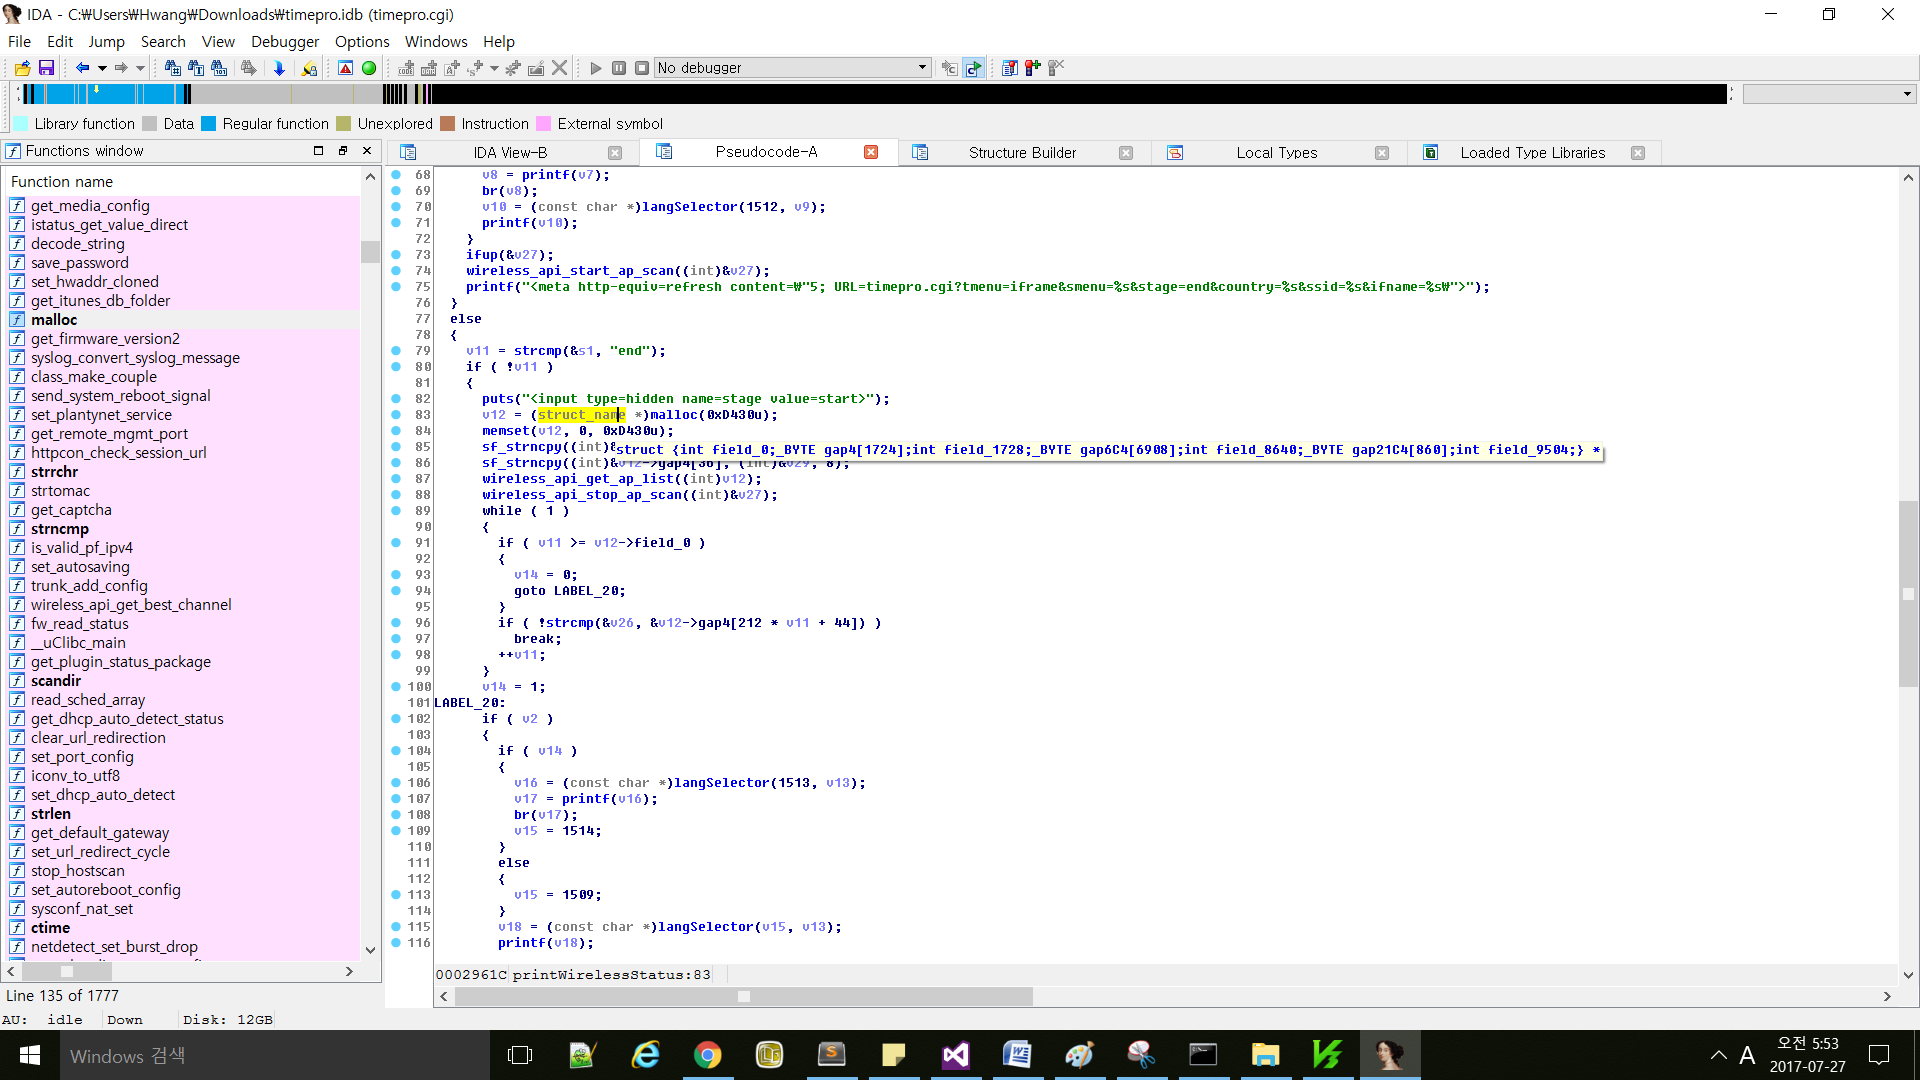 IDA - C:₩Users₩Hwang₩Downloads₩timepro.idb (timepro.cgi)
File Edit Jump Search View Debugger Options Windows Help
No debugger
Library function Data Regular function Unexplored Instruction External symbol
Functions window
IDA View-B
Pseudocode-A
Structure Builder
Local Types
Loaded Type Libraries
Function name
get_media_config
istatus_get_value_direct
decode_string
save_password
set_hwaddr_cloned
get_itunes_db_folder
malloc
get_firmware_version2
syslog_convert_syslog_message
class_make_couple
send_system_reboot_signal
set_plantynet_service
get_remote_mgmt_port
httpcon_check_session_url
strrchr
strtomac
get_captcha
strncmp
is_valid_pf_ipv4
set_autosaving
trunk_add_config
wireless_api_get_best_channel
fw_read_status
__uClibc_main
get_plugin_status_package
scandir
read_sched_array
get_dhcp_auto_detect_status
clear_url_redirection
set_port_config
iconv_to_utf8
set_dhcp_auto_detect
strlen
get_default_gateway
set_url_redirect_cycle
stop_hostscan
set_autoreboot_config
sysconf_nat_set
ctime
netdetect_set_burst_drop
Line 135 of 1777
68 v8 = printf(v7);
69 br(v8);
70 v10 = (const char *)langSelector(1512, v9);
71 printf(v10);
72 }
73 ifup(&v27);
74 wireless_api_start_ap_scan((int)&v27);
75 printf("<meta http-equiv=refresh content=₩"5; URL=timepro.cgi?tmenu=iframe&smenu=%s&stage=end&country=%s&ssid=%s&ifname=%s₩">");
76 }
77 else
78 {
79 v11 = strcmp(&s1, "end");
80 if ( !v11 )
81 {
82 puts("<input type=hidden name=stage value=start>");
83 v12 = (struct_name *)malloc(0xD430u);
84 memset(v12, 0, 0xD430u);
85 sf_strncpy((int)&
struct {int field_0;_BYTE gap4[1724];int field_1728;_BYTE gap6C4[6908];int field_8640;_BYTE gap21C4[860];int field_9504;} *
86 sf_strncpy((int)&v12->gap4[36], (int)&v29, 8);
87 wireless_api_get_ap_list((int)v12);
88 wireless_api_stop_ap_scan((int)&v27);
89 while ( 1 )
90 {
91 if ( v11 >= v12->field_0 )
92 {
93 v14 = 0;
94 goto LABEL_20;
95 }
96 if ( !strcmp(&v26, &v12->gap4[212 * v11 + 44]) )
97 break;
98 ++v11;
99 }
100 v14 = 1;
101 LABEL_20:
102 if ( v2 )
103 {
104 if ( v14 )
105 {
106 v16 = (const char *)langSelector(1513, v13);
107 v17 = printf(v16);
108 br(v17);
109 v15 = 1514;
110 }
111 else
112 {
113 v15 = 1509;
114 }
115 v18 = (const char *)langSelector(v15, v13);
116 printf(v18);
0002961C printWirelessStatus:83
AU: idle Down Disk: 12GB
Windows 검색
A
오전 5:53
2017-07-27